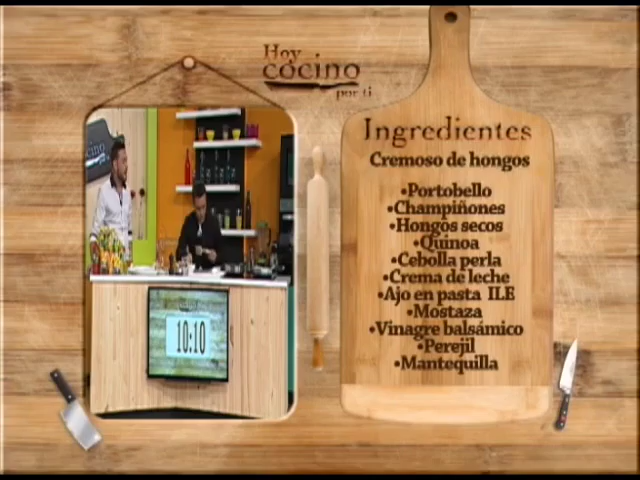 Hoy
cocino
por ti
Ingredientes
Cremoso de hongos
•Portobello
•Champiñones
•Hongos secos
•Quinoa
•Cebolla perla
•Crema de leche
•Ajo en pasta ILE
•Mostaza
•Vinagre balsámico
•Perejil
•Mantequilla
cino
10:10